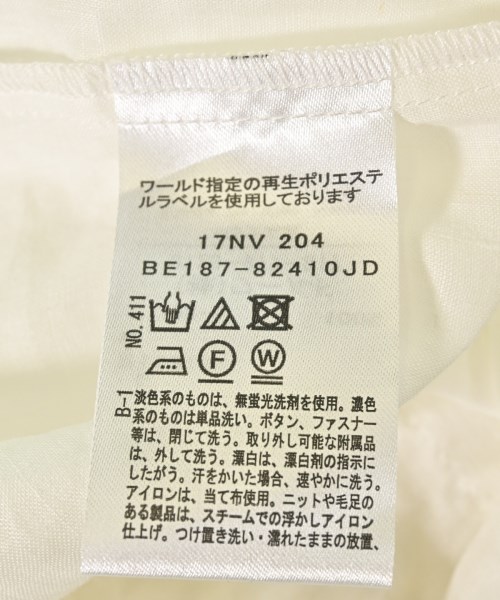 ワールド指定の再生ポリエステ
ルラベルを使用しております
17NV 204
BE187-82410JD
NO.411
F
W
B-1
淡色系のものは、無蛍光洗剤を使用。濃色
系のものは単品洗い。ボタン、ファスナー
等は、閉じて洗う。取り外し可能な附属品
は、外して洗う。漂白は、漂白剤の指示に
したがう。汗をかいた場合、速やかに洗う。
アイロンは、当て布使用。ニットや毛足の
ある製品は、スチームでの浮かしアイロン
仕上げ。つけ置き洗い・濡れたままの放置、